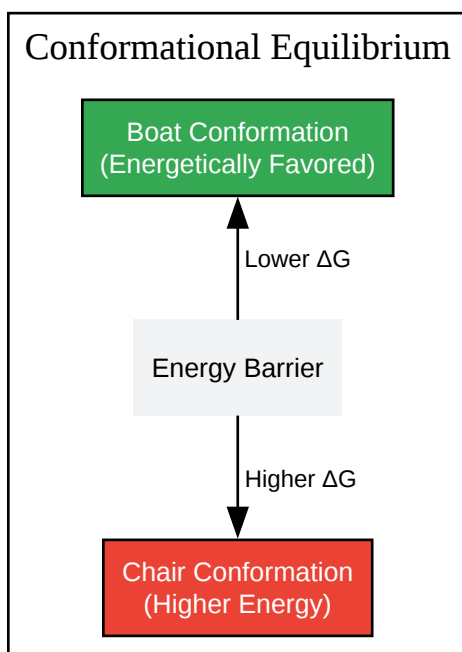 Conformational Equilibrium
Boat Conformation
(Energetically Favored)
Lower ΔG
Energy Barrier
Higher ΔG
Chair Conformation
(Higher Energy)